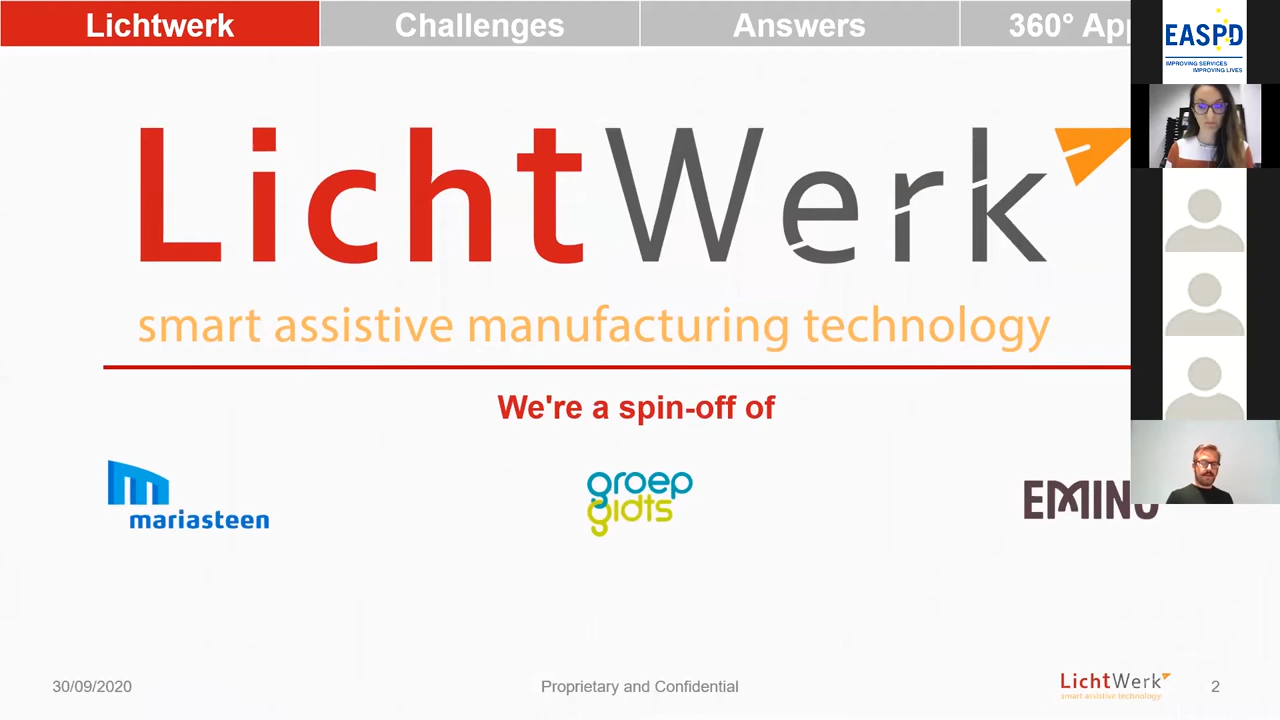 Lichtwerk
Challenges
Answers
360° App
EASPD
IMPROVING SERVICES
IMPROVING LIVES
LichtWerk
smart assistive manufacturing technology
We're a spin-off of
mariasteen
groep
gidts
EMINO
30/09/2020
Proprietary and Confidential
LichtWerk
smart assistive technology
2